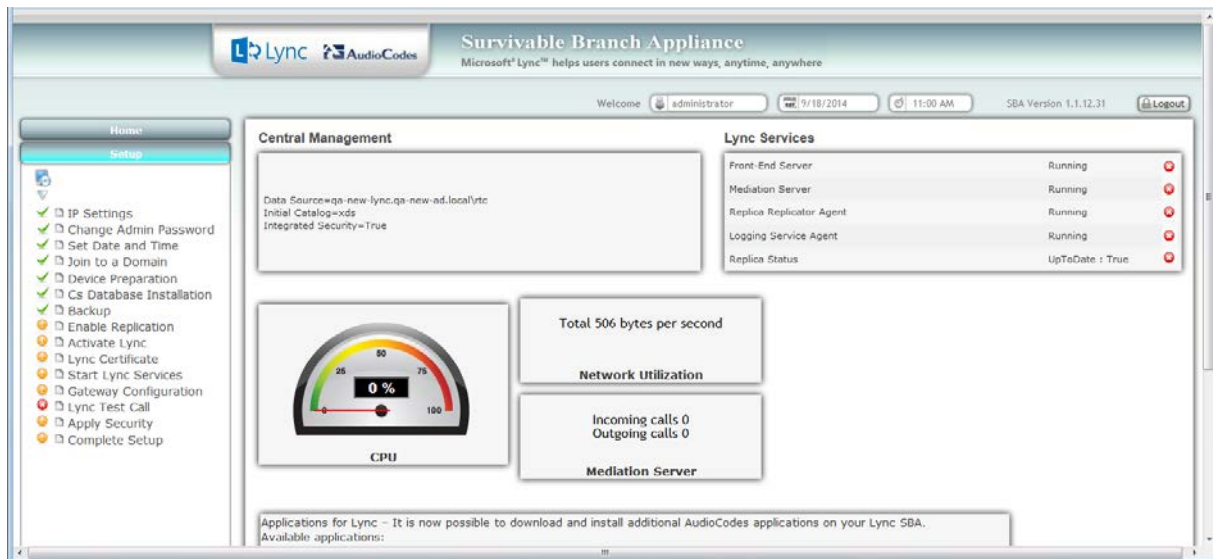 Lync AudioCodes
Survivable Branch Appliance
Microsoft® Lync™ helps users connect in new ways, anytime, anywhere
Welcome administrator 9/18/2014 11:00 AM SBA Version 1.1.12.31 Logout
Home
Setup
IP Settings
Change Admin Password
Set Date and Time
Join to a Domain
Device Preparation
Cs Database Installation
Backup
Enable Replication
Activate Lync
Lync Certificate
Start Lync Services
Gateway Configuration
Lync Test Call
Apply Security
Complete Setup
Central Management
Data Source=qa-new-lync.qa-new-ad.local\rtc
Initial Catalog=xds
Integrated Security=True
Lync Services
Front-End Server Running
Mediation Server Running
Replica Replicator Agent Running
Logging Service Agent Running
Replica Status UpToDate : True
0 25 50 75 100
0 %
CPU
Total 506 bytes per second
Network Utilization
Incoming calls 0
Outgoing calls 0
Mediation Server
Applications for Lync - It is now possible to download and install additional AudioCodes applications on your Lync SBA.
Available applications: